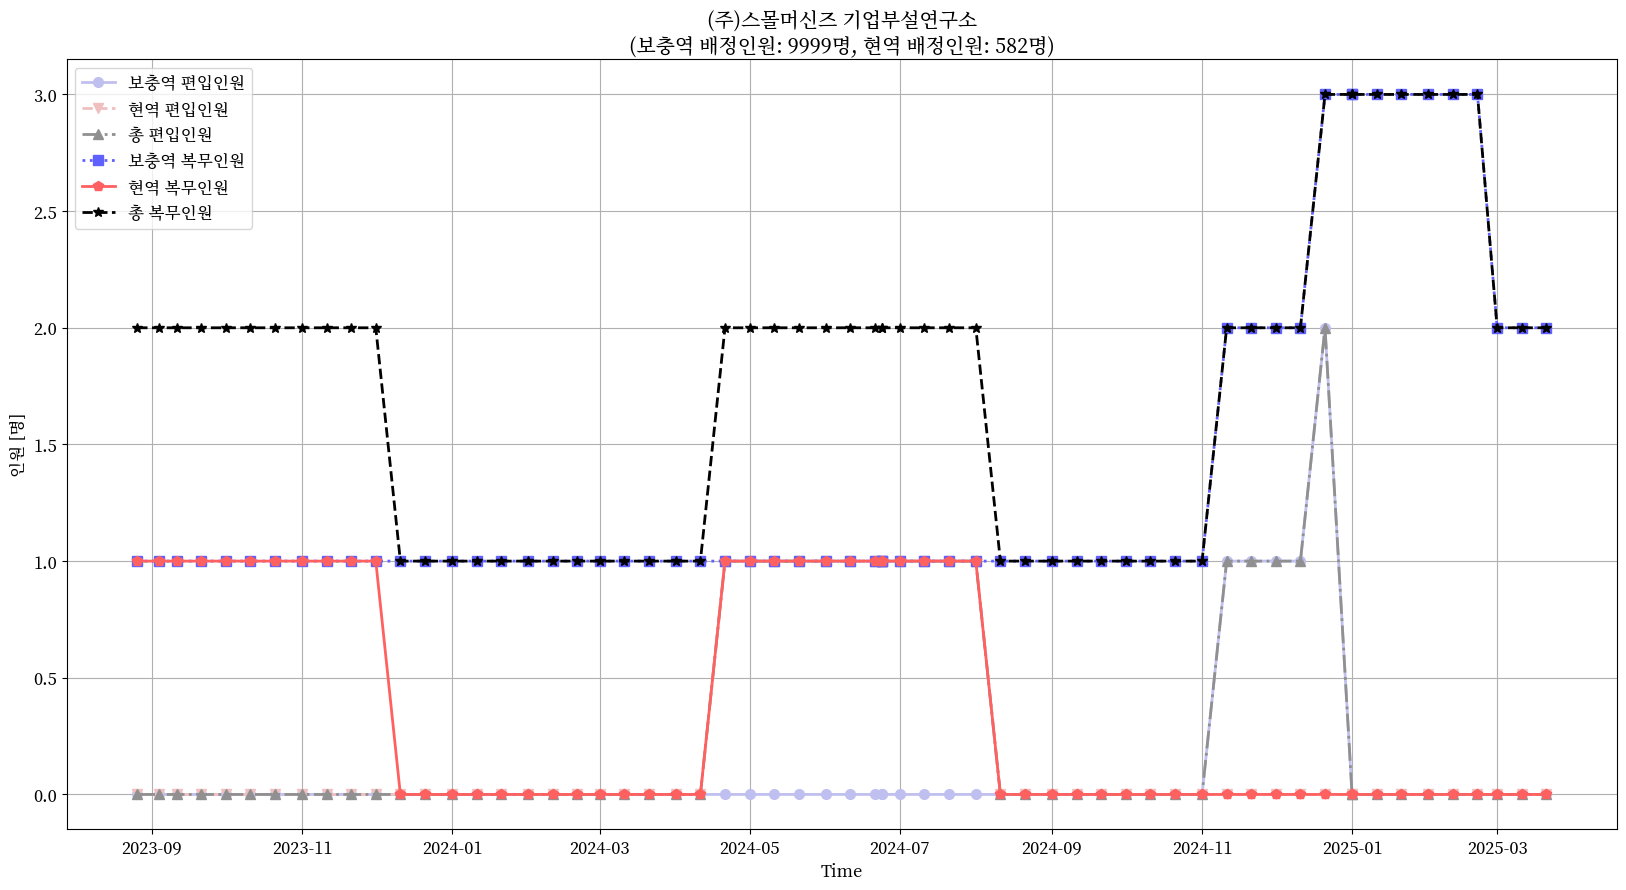 (주)스몰머신즈 기업부설연구소
(보충역 배정인원: 9999명, 현역 배정인원: 582명)
보충역 편입인원
현역 편입인원
총 편입인원
보충역 복무인원
현역 복무인원
총 복무인원
인원 [명]
3.0
2.5
2.0
1.5
1.0
0.5
0.0
2023-09
2023-11
2024-01
2024-03
2024-05
2024-07
2024-09
2024-11
2025-01
2025-03
Time